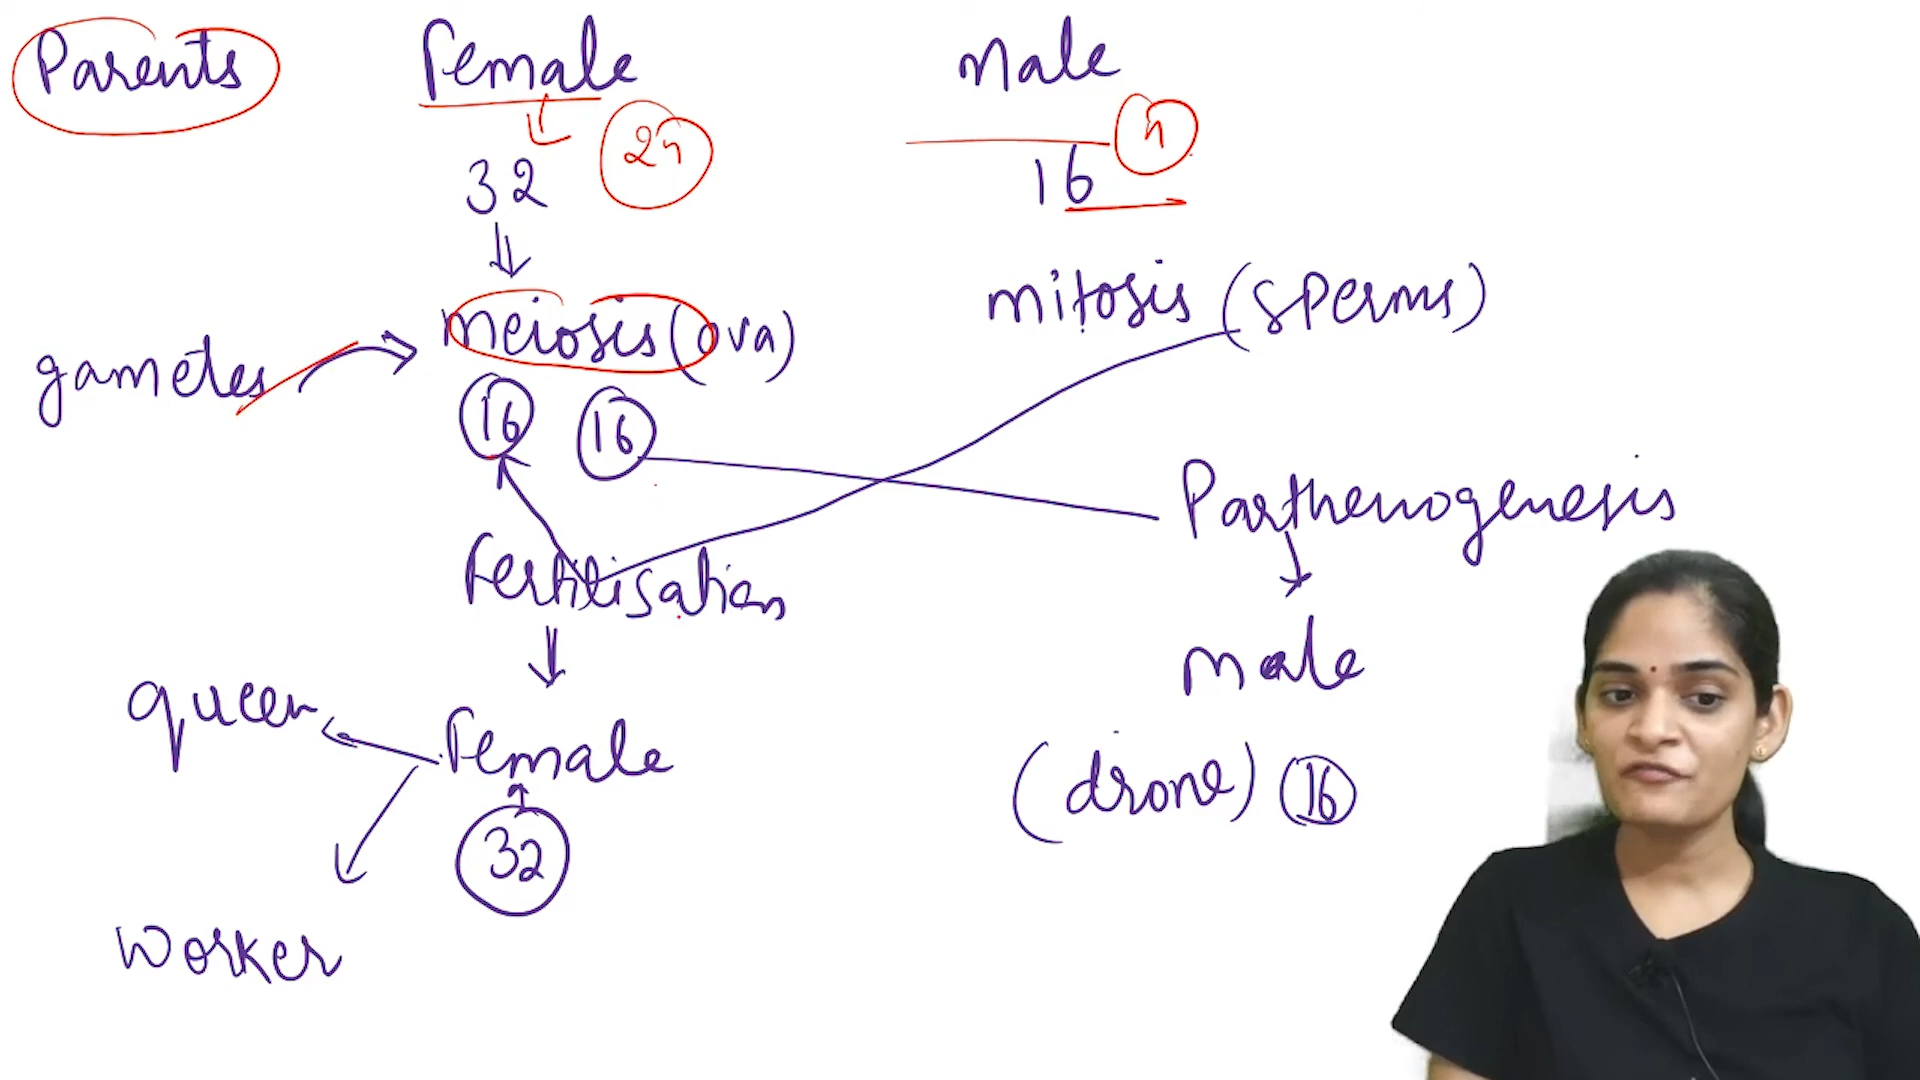 Parents Female Male
2n n
32 16
meiosis (ova) mitosis (sperms)
gametes
16 16
Parthenogenesis
Fertilisation
Male
queen Female
(drone) 16
32
Worker